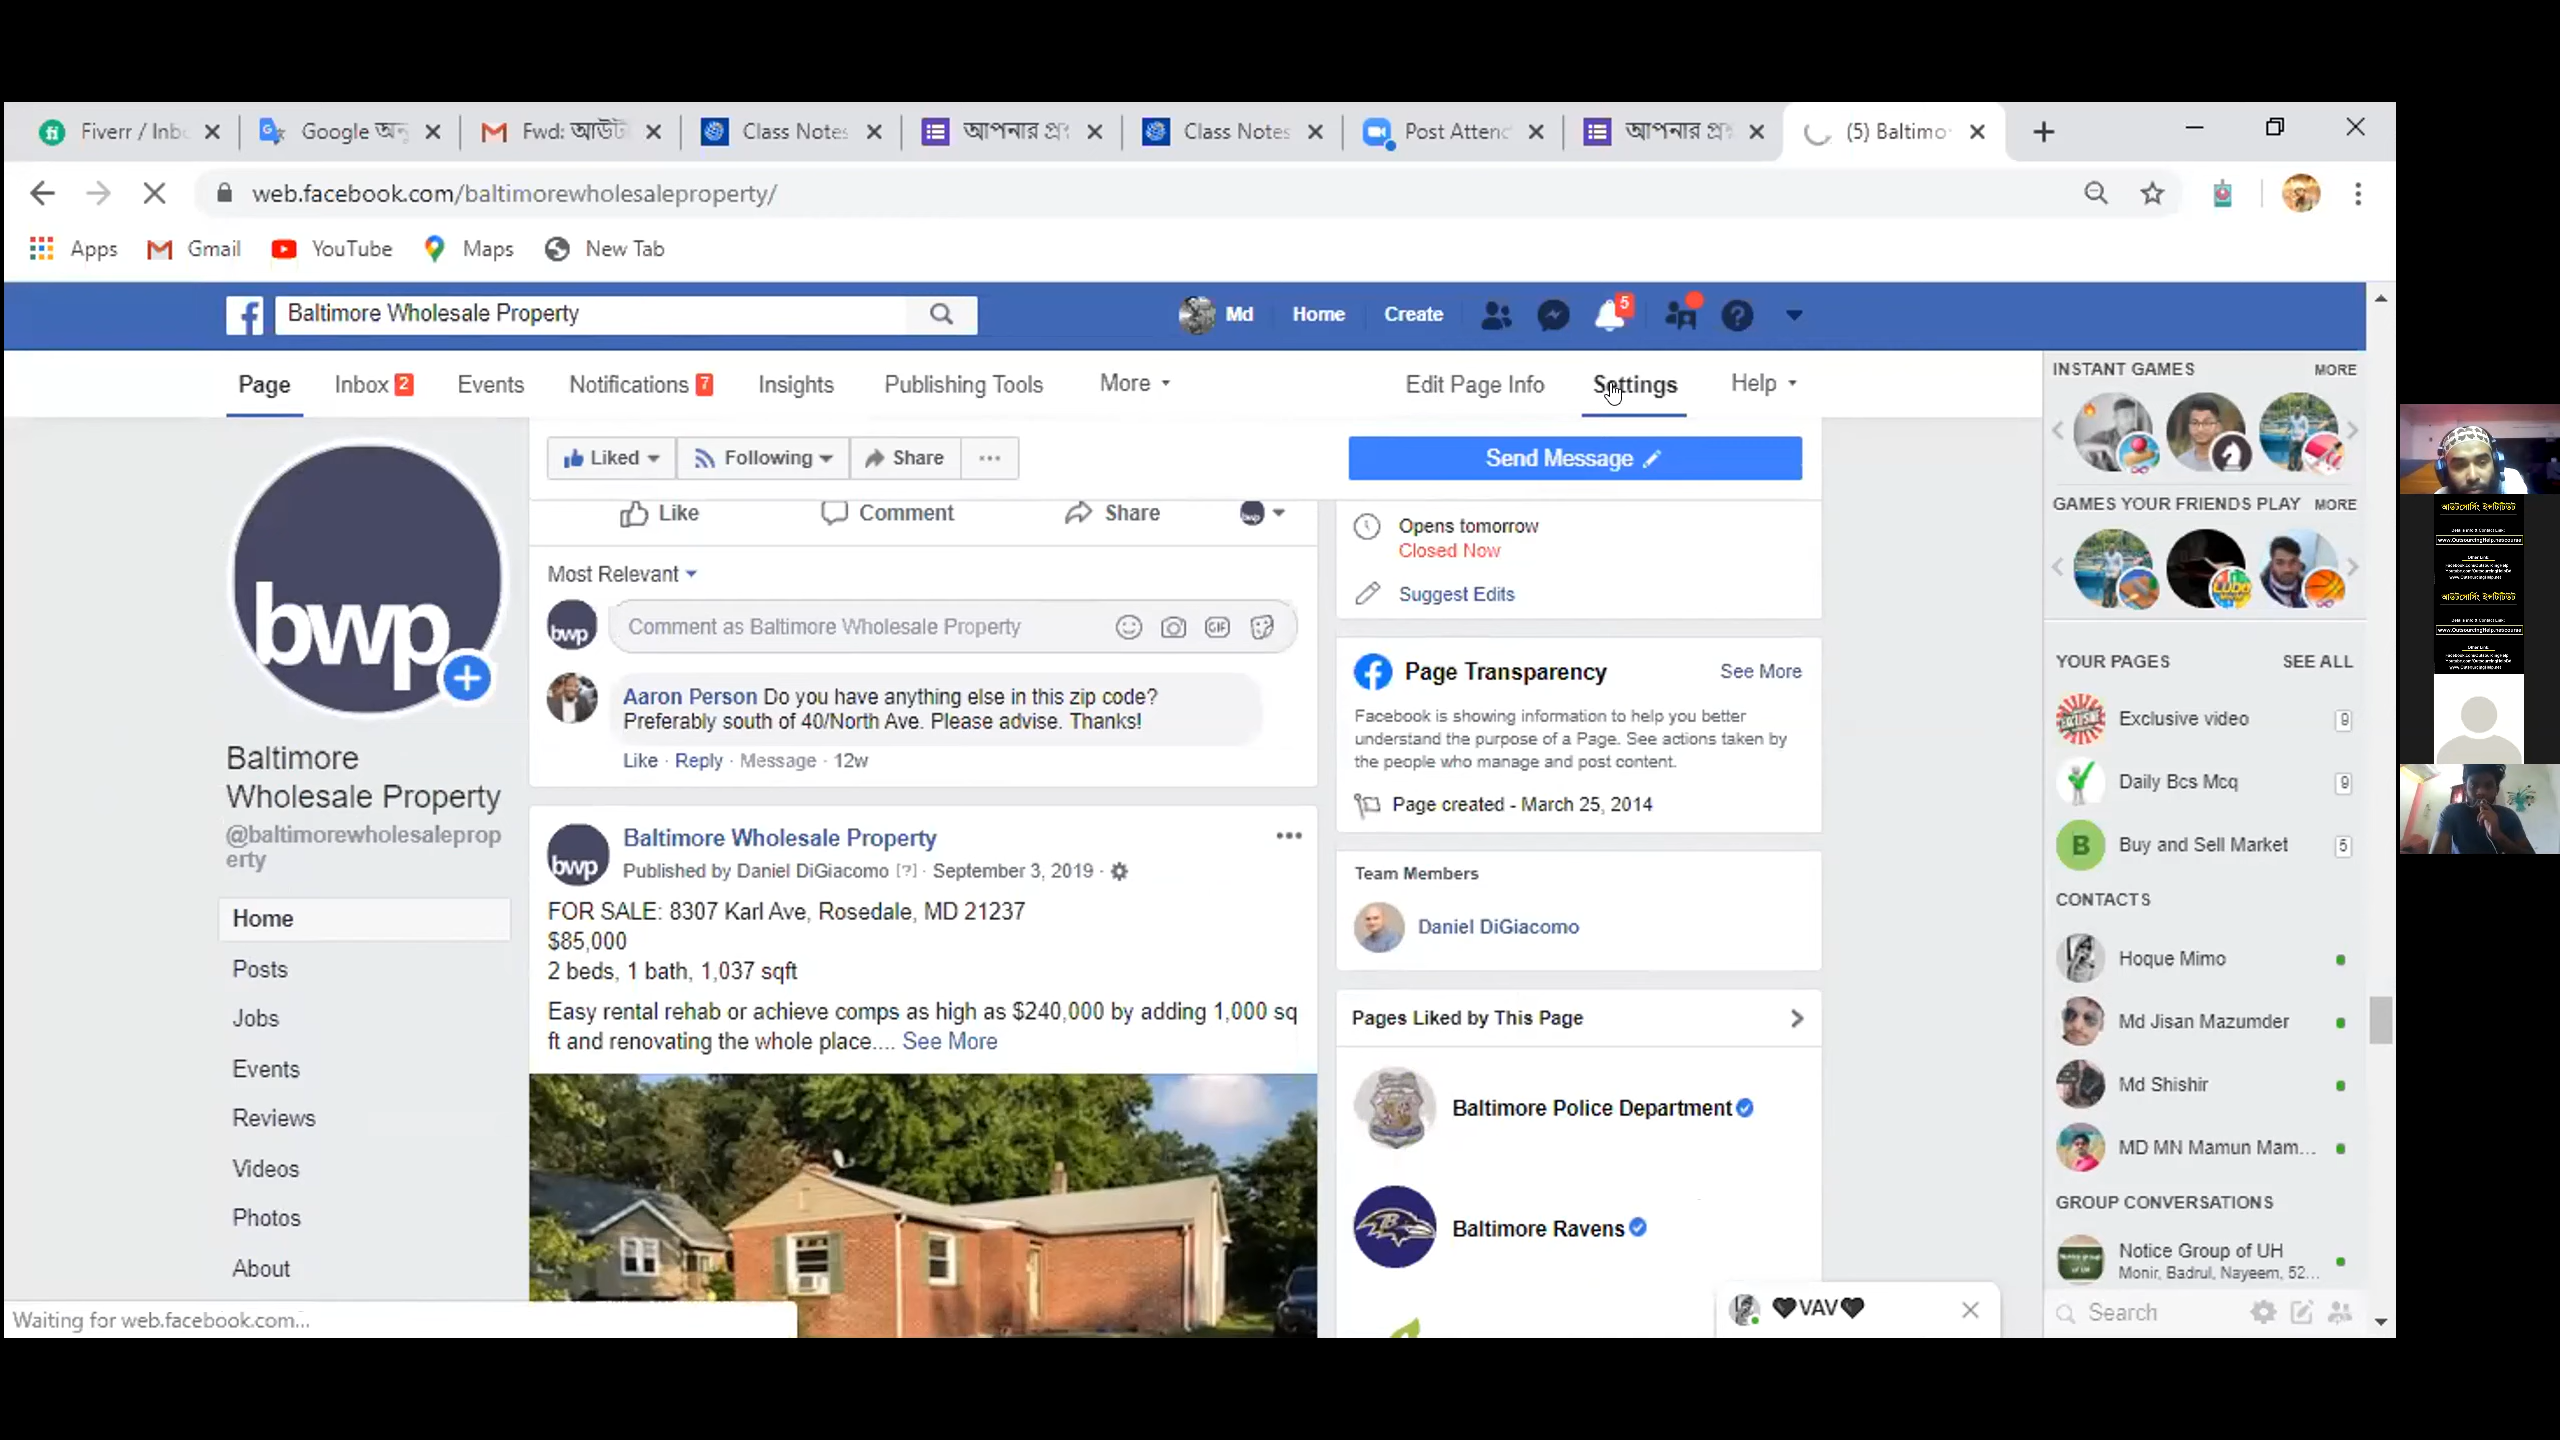 Fiverr / Inb
Google অনু
Fwd: আউট
Class Notes
আপনার প্রশ
Class Notes
Post Attend
আপনার প্রশ্ন
(5) Baltimo
web.facebook.com/baltimorewholesaleproperty/
Apps
Gmail
YouTube
Maps
New Tab
Baltimore Wholesale Property
Md
Home
Create
5
Page
Inbox 2
Events
Notifications 7
Insights
Publishing Tools
More
Edit Page Info
Settings
Help
bwp
Baltimore
Wholesale Property
@baltimorewholesaleprop
erty
Home
Posts
Jobs
Events
Reviews
Videos
Photos
About
Waiting for web.facebook.com...
Liked
Following
Share
Send Message
Like
Comment
Share
bwp
Most Relevant
bwp
Comment as Baltimore Wholesale Property
GIF
Aaron Person Do you have anything else in this zip code?
Preferably south of 40/North Ave. Please advise. Thanks!
Like · Reply · Message · 12w
bwp
Baltimore Wholesale Property
Published by Daniel DiGiacomo [?] · September 3, 2019 ·
FOR SALE: 8307 Karl Ave, Rosedale, MD 21237
$85,000
2 beds, 1 bath, 1,037 sqft
Easy rental rehab or achieve comps as high as $240,000 by adding 1,000 sq
ft and renovating the whole place.... See More
Opens tomorrow
Closed Now
Suggest Edits
Page Transparency
See More
Facebook is showing information to help you better
understand the purpose of a Page. See actions taken by
the people who manage and post content.
Page created - March 25, 2014
Team Members
Daniel DiGiacomo
Pages Liked by This Page
Baltimore Police Department
Baltimore Ravens
VAV
INSTANT GAMES
MORE
GAMES YOUR FRIENDS PLAY
MORE
YOUR PAGES
SEE ALL
Exclusive video
9
Daily Bcs Mcq
9
B
Buy and Sell Market
5
CONTACTS
Hoque Mimo
Md Jisan Mazumder
Md Shishir
MD MN Mamun Mam...
GROUP CONVERSATIONS
Notice Group of UH
Monir, Badrul, Nayeem, 52...
Search